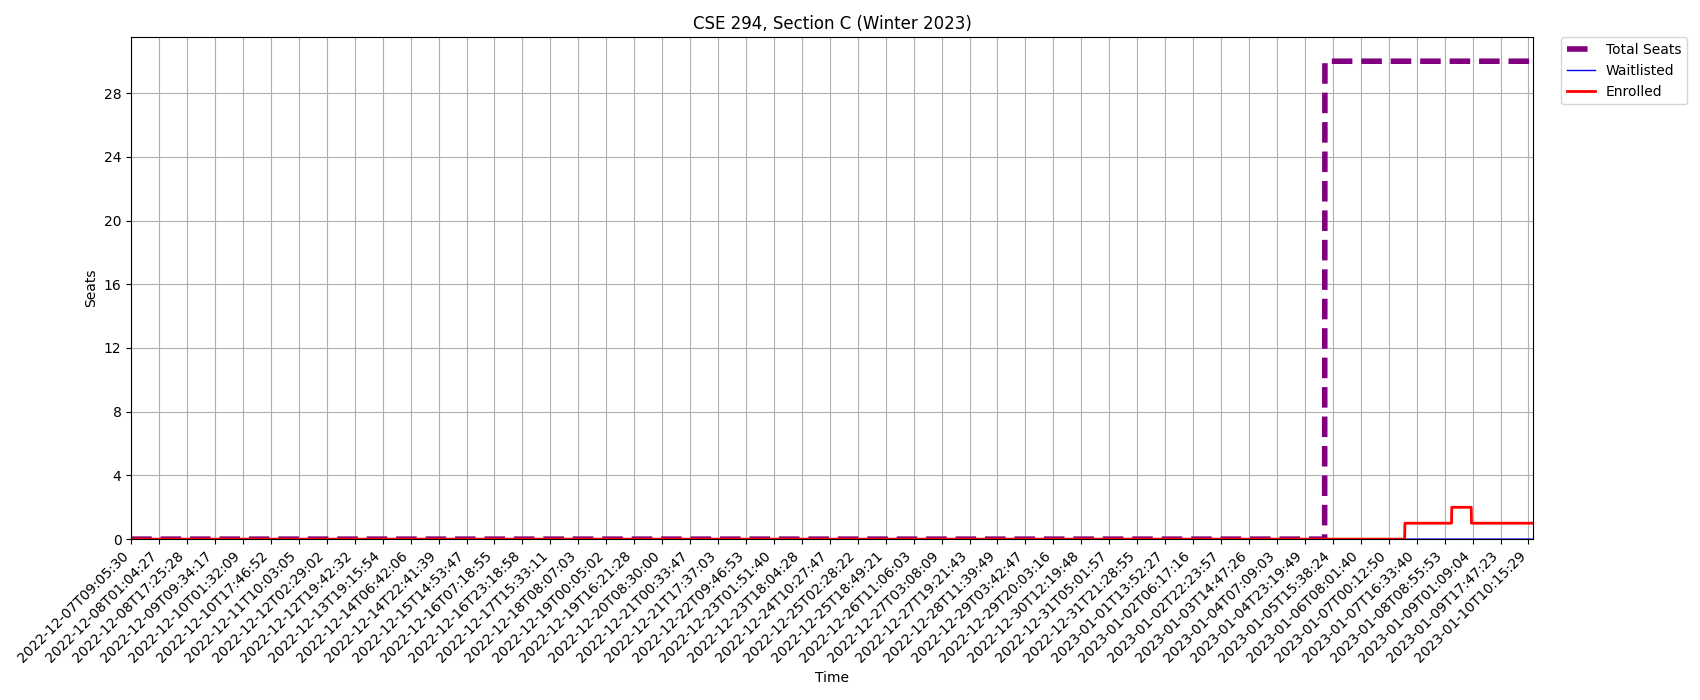 CSE 294, Section C (Winter 2023)
Total Seats
Waitlisted
Enrolled
Seats
28
24
20
16
12
8
4
0
2022-12-07T09:05:30
2022-12-08T01:04:27
2022-12-08T17:25:28
2022-12-09T09:34:17
2022-12-10T01:32:09
2022-12-10T17:46:52
2022-12-11T10:03:05
2022-12-12T02:29:02
2022-12-12T19:42:32
2022-12-13T19:15:54
2022-12-14T06:42:06
2022-12-14T22:41:39
2022-12-15T14:53:47
2022-12-16T07:18:55
2022-12-16T23:18:58
2022-12-17T15:33:11
2022-12-18T08:07:03
2022-12-19T00:05:02
2022-12-19T16:21:28
2022-12-20T08:30:00
2022-12-21T00:33:47
2022-12-21T17:37:03
2022-12-22T09:46:53
2022-12-23T01:51:40
2022-12-23T18:04:28
2022-12-24T10:27:47
2022-12-25T02:28:22
2022-12-25T18:49:21
2022-12-26T11:06:03
2022-12-27T03:08:09
2022-12-27T19:21:43
2022-12-28T11:39:49
2022-12-29T03:42:47
2022-12-29T20:03:16
2022-12-30T12:19:48
2022-12-31T05:01:57
2022-12-31T21:28:55
2023-01-01T13:52:27
2023-01-02T06:17:16
2023-01-02T22:23:57
2023-01-03T14:47:26
2023-01-04T07:09:03
2023-01-04T23:19:49
2023-01-05T15:38:24
2023-01-06T08:01:40
2023-01-07T00:12:50
2023-01-07T16:33:40
2023-01-08T08:55:53
2023-01-09T01:09:04
2023-01-09T17:47:23
2023-01-10T10:15:29
Time